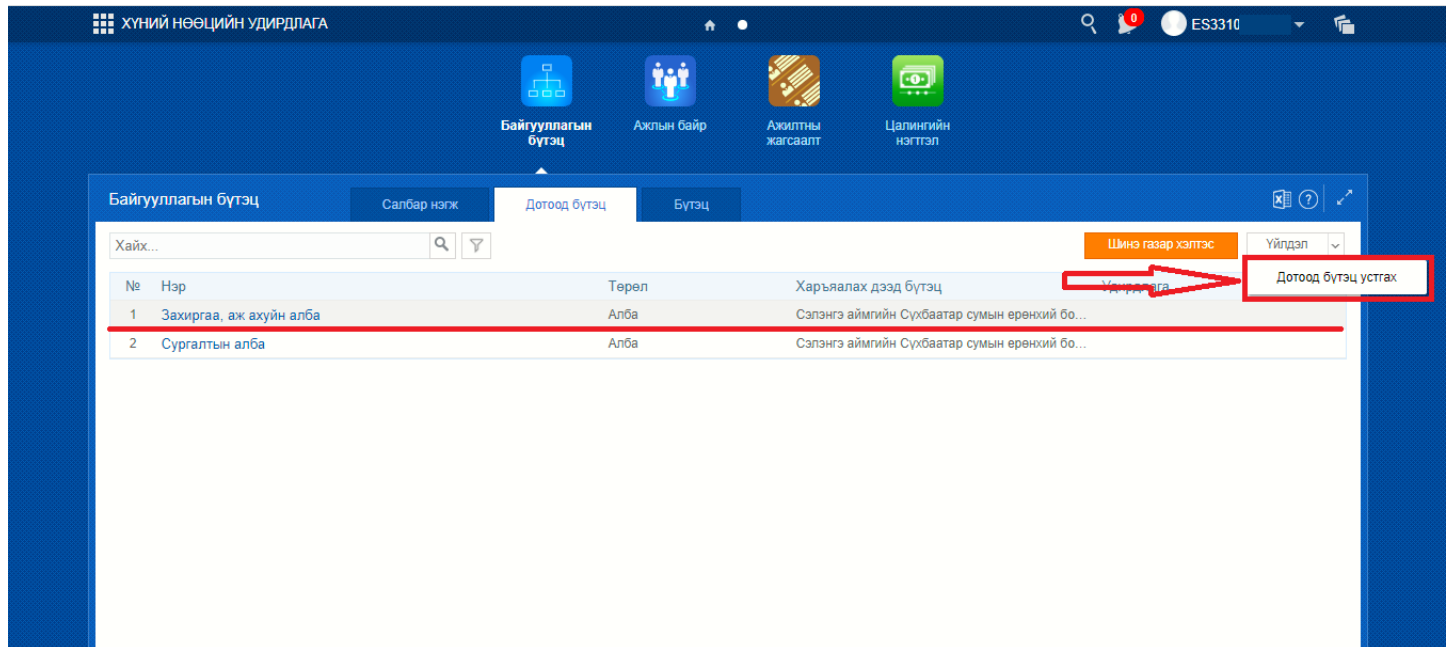 ХҮНИЙ НӨӨЦИЙН УДИРДЛАГА
0
ES3310
Байгууллагын бүтэц
Ажлын байр
Ажилтны жагсаалт
Цалингийн нэгтгэл
Байгууллагын бүтэц
Салбар нэгж
Дотоод бүтэц
Бүтэц
Хайх...
Шинэ газар хэлтэс
Үйлдэл
Дотоод бүтэц устгах
№ Нэр Төрөл Харъяалах дээд бүтэц Удирдлага
1 Захиргаа, аж ахуйн алба Алба Сэлэнгэ аймгийн Сүхбаатар сумын ерөнхий бо...
2 Сургалтын алба Алба Сэлэнгэ аймгийн Сүхбаатар сумын ерөнхий бо...